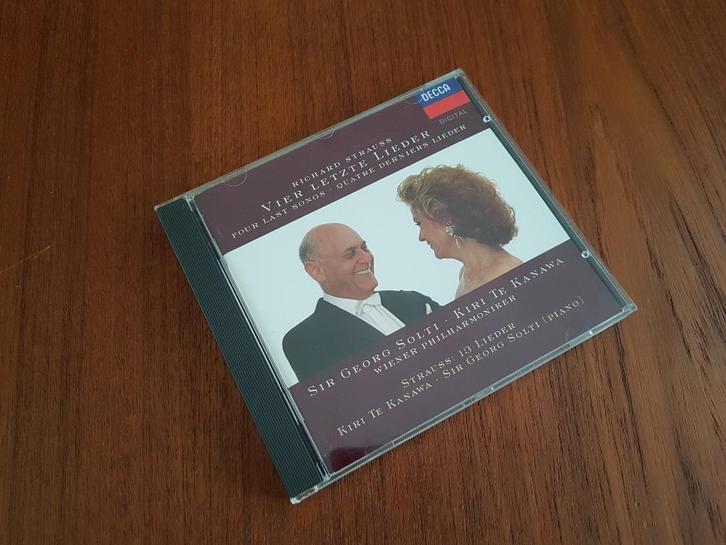 DECCA
DIGITAL
RICHARD STRAUSS
VIER LETZTE LIEDER
FOUR LAST SONGS · QUATRE DERNIERS LIEDER
SIR GEORG SOLTI · KIRI TE KANAWA
WIENER PHILHARMONIKER
STRAUSS: 13 LIEDER
KIRI TE KANAWA · SIR GEORG SOLTI (PIANO)